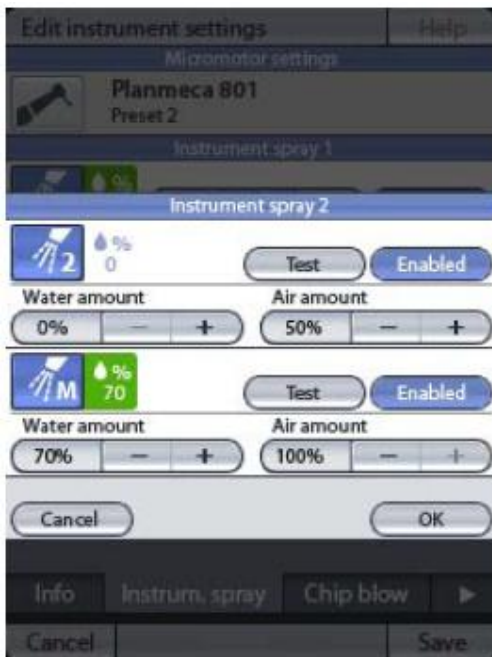 Edit instrument settings Help
Micromotor settings
Planmeca 801
Preset 2
Instrument spray 1
%
Instrument spray 2
2 % 0
Test Enabled
Water amount Air amount
0% − + 50% − +
M % 70
Test Enabled
Water amount Air amount
70% − + 100% − +
Cancel OK
Info Instrum. spray Chip blow
Cancel Save